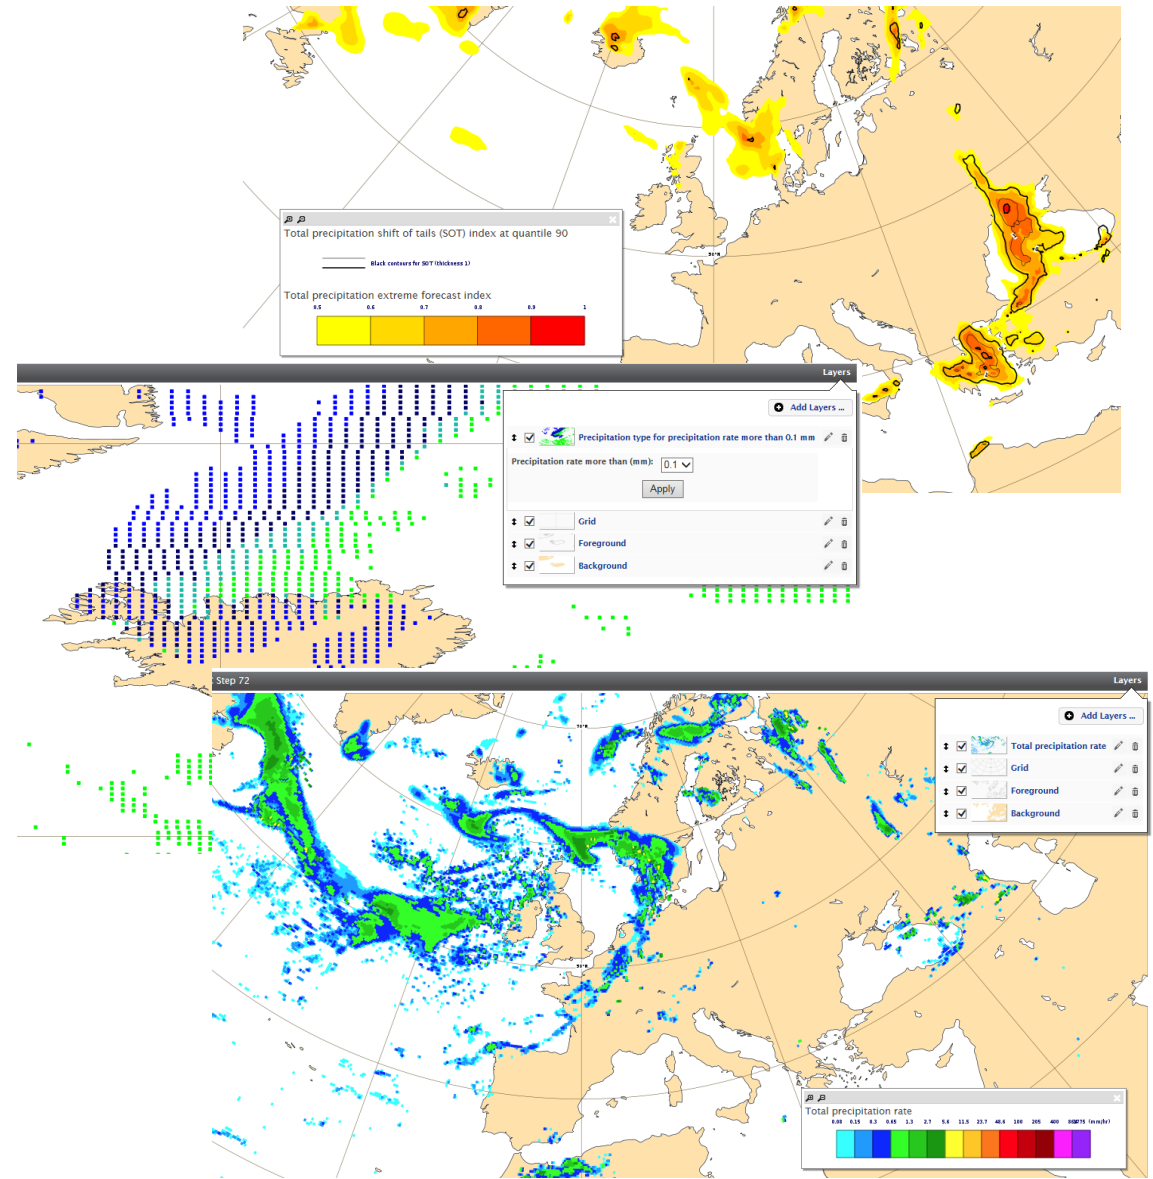 Total precipitation shift of tails (SOT) index at quantile 90
Black contours for SOT (thickness 1)
Total precipitation extreme forecast index
0.5 0.6 0.7 0.8 0.9 1
50°N
Layers
Add Layers ...
Precipitation type for precipitation rate more than 0.1 mm
Precipitation rate more than (mm): 0.1
Apply
Grid
Foreground
Background
Step 72
Layers
Add Layers ...
Total precipitation rate
Grid
Foreground
Background
70°N
50°N
Total precipitation rate
0.08 0.15 0.3 0.65 1.3 2.7 5.6 11.5 23.7 48.6 100 205 400 (mm/hr)